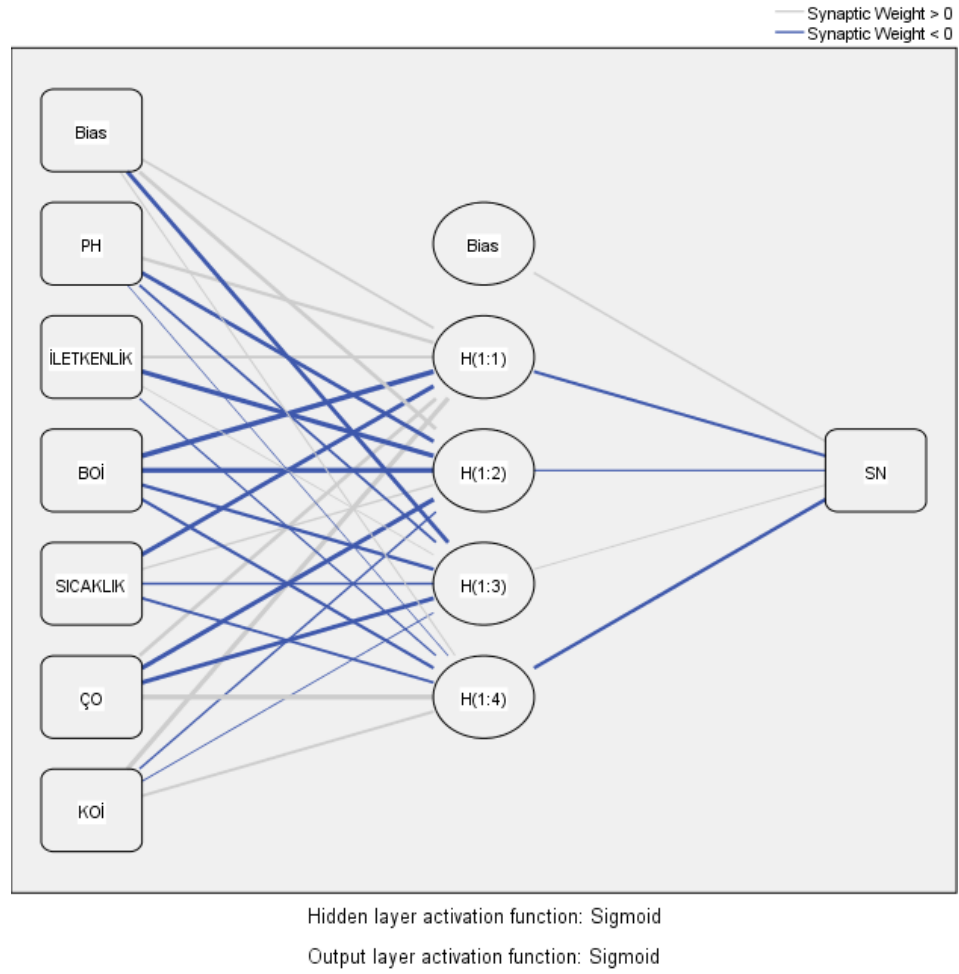 Synaptic Weight > 0
Synaptic Weight < 0
Bias
PH
İLETKENLİK
BOİ
SICAKLIK
ÇO
KOİ
Bias
H(1:1)
H(1:2)
H(1:3)
H(1:4)
SN
Hidden layer activation function: Sigmoid
Output layer activation function: Sigmoid